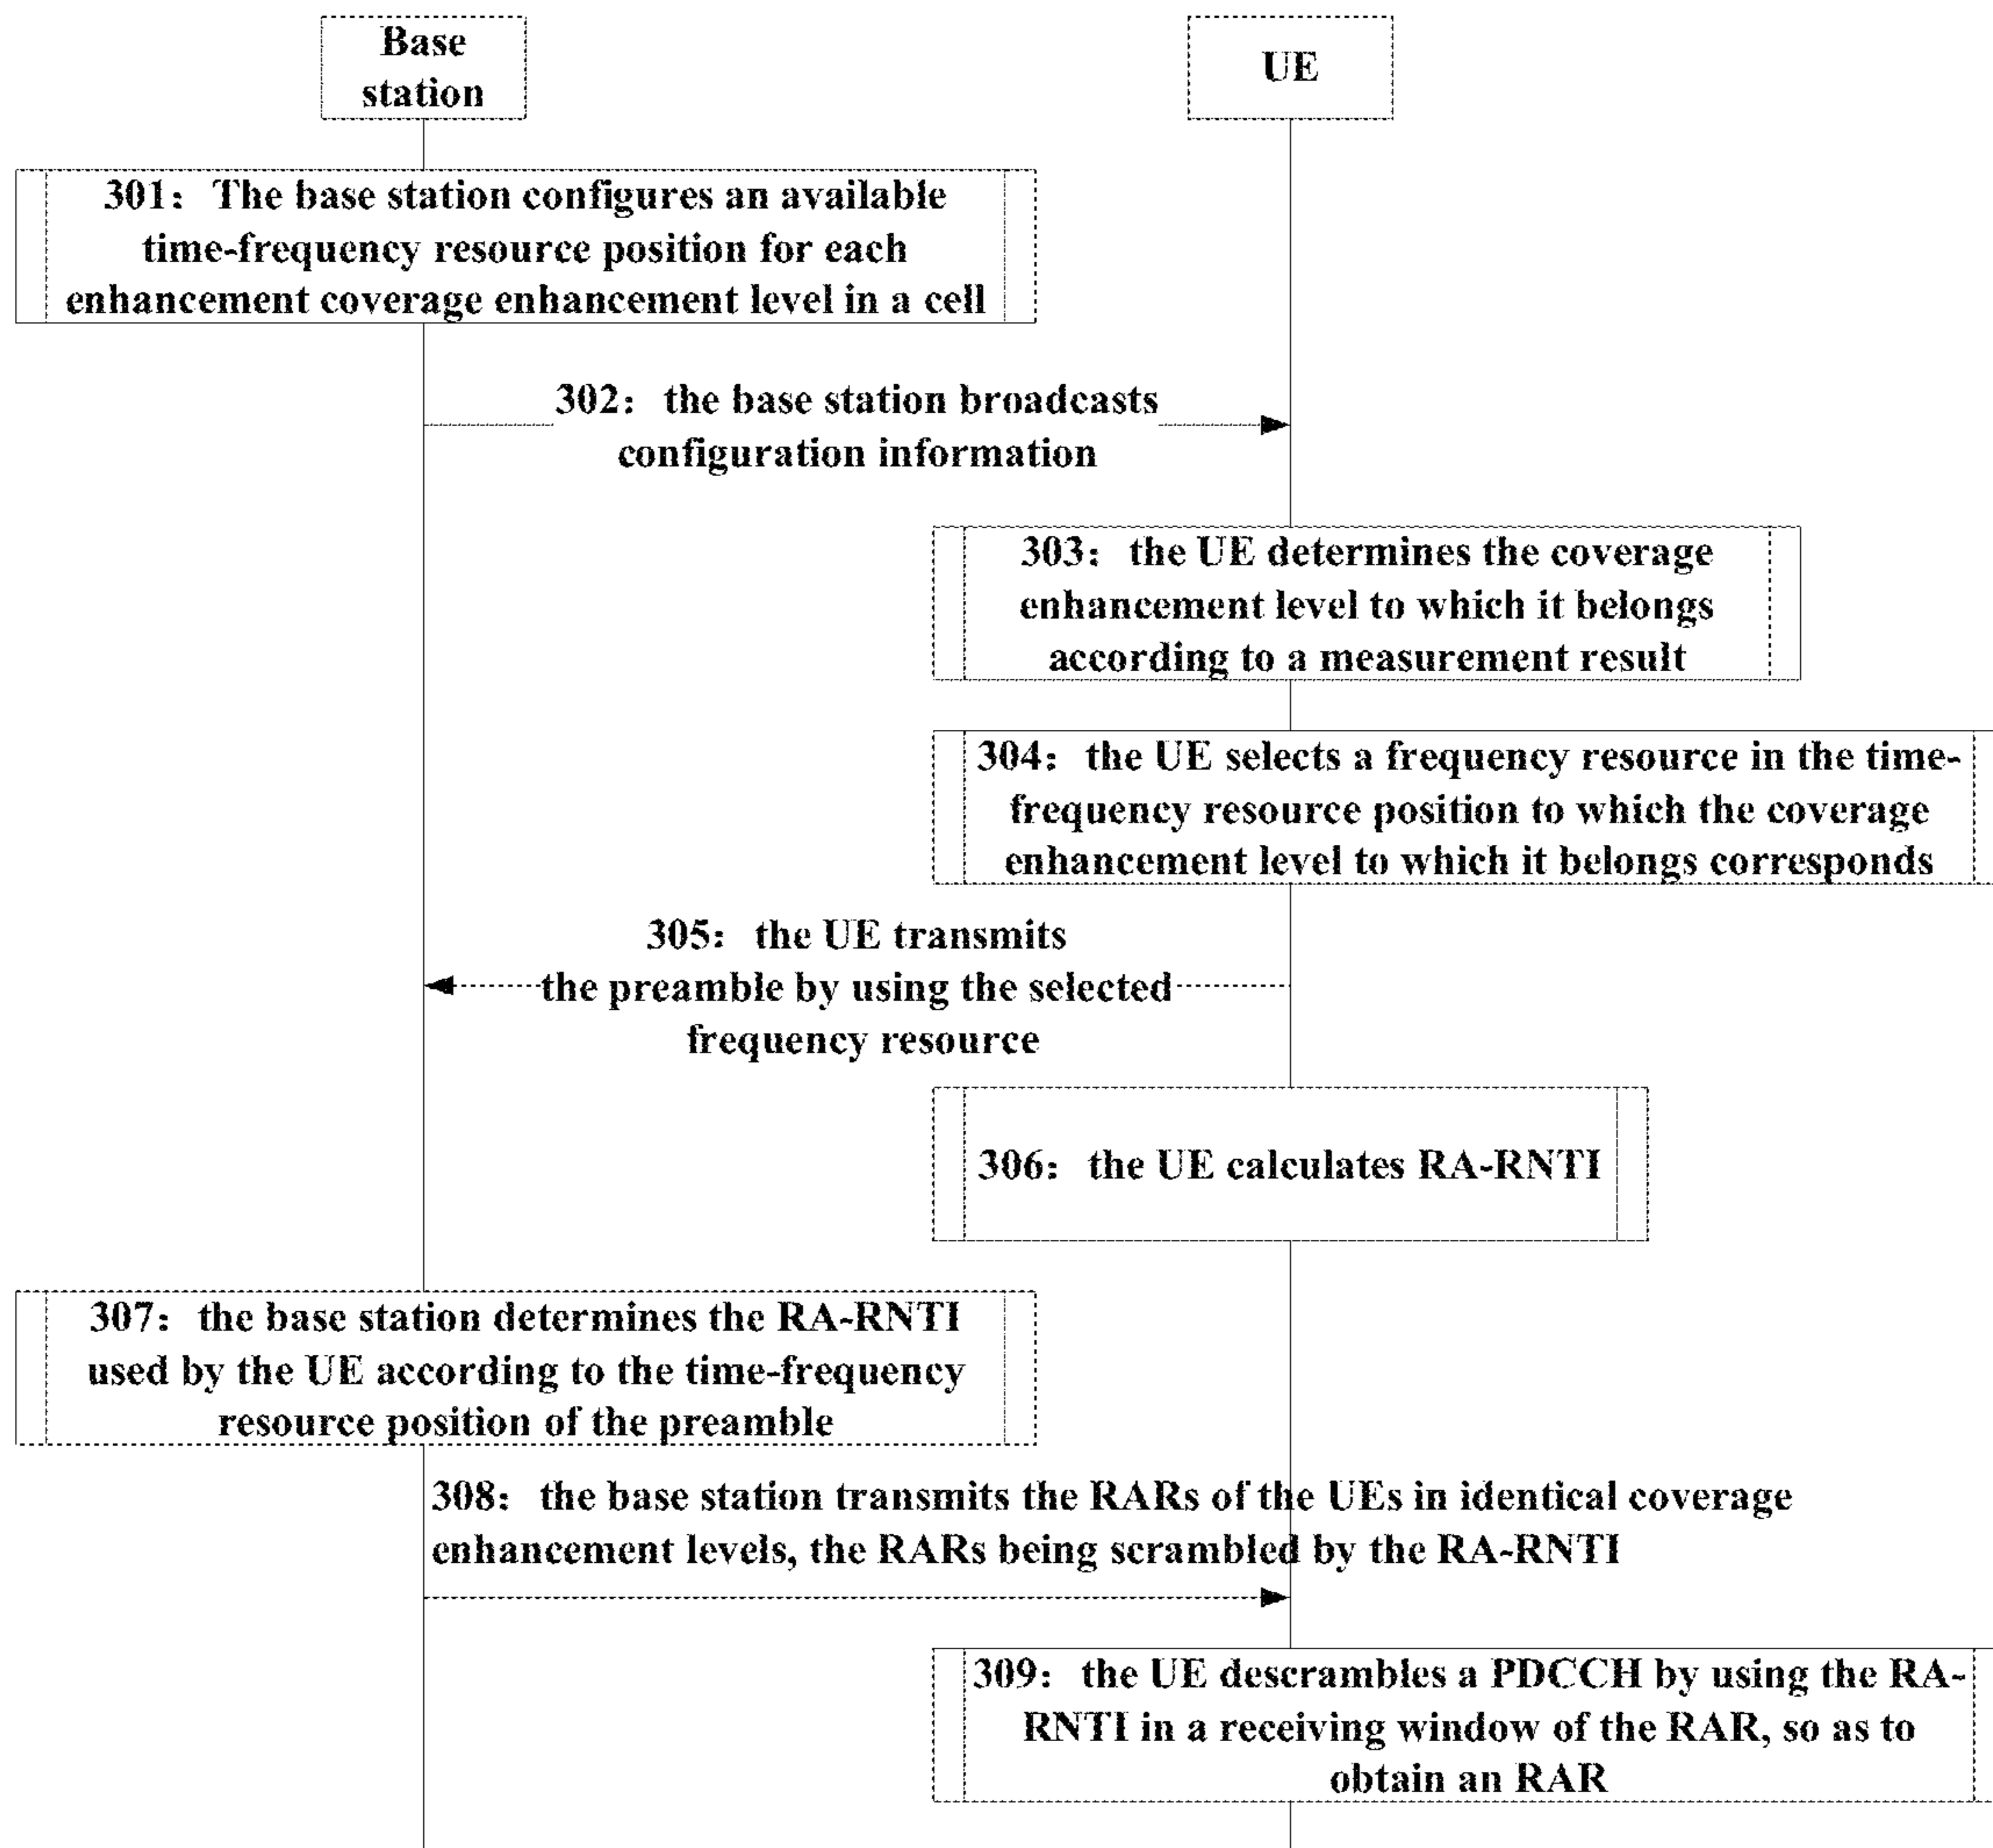 Base
station
UE
301: The base station configures an available
time-frequency resource position for each
enhancement coverage enhancement level in a cell
302: the base station broadcasts
configuration information
303: the UE determines the coverage
enhancement level to which it belongs
according to a measurement result
304: the UE selects a frequency resource in the time-
frequency resource position to which the coverage
enhancement level to which it belongs corresponds
305: the UE transmits
the preamble by using the selected
frequency resource
306: the UE calculates RA-RNTI
307: the base station determines the RA-RNTI
used by the UE according to the time-frequency
resource position of the preamble
308: the base station transmits the RARs of the UEs in identical coverage
enhancement levels, the RARs being scrambled by the RA-RNTI
309: the UE descrambles a PDCCH by using the RA-
RNTI in a receiving window of the RAR, so as to
obtain an RAR